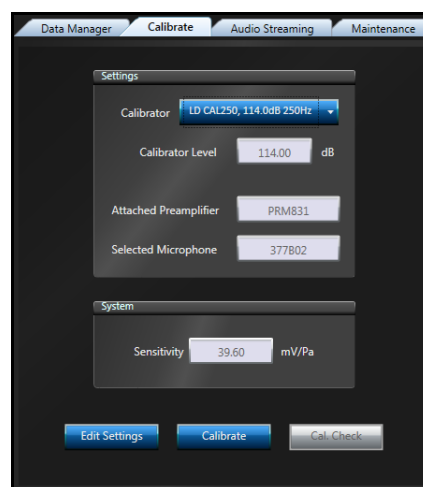 Data Manager Calibrate Audio Streaming Maintenance
Settings
Calibrator LD CAL250, 114.0dB 250Hz
Calibrator Level 114.00 dB
Attached Preamplifier PRM831
Selected Microphone 377B02
System
Sensitivity 39.60 mV/Pa
Edit Settings Calibrate Cal. Check